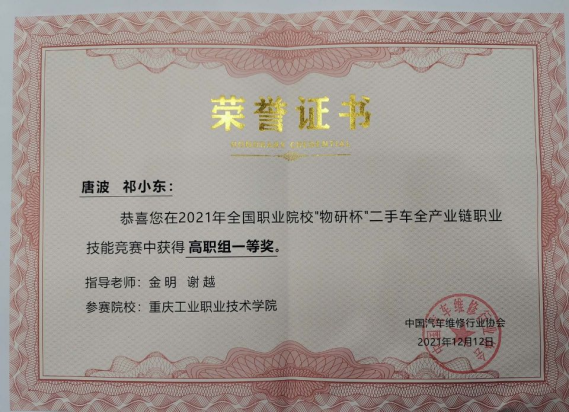 荣誉证书
唐波 祁小东：
恭喜您在2021年全国职业院校"物研杯"二手车全产业链职业
技能竞赛中获得 高职组一等奖。
指导老师：金明 谢越
参赛院校：重庆工业职业技术学院
中国汽车维修行业协会
2021年12月12日